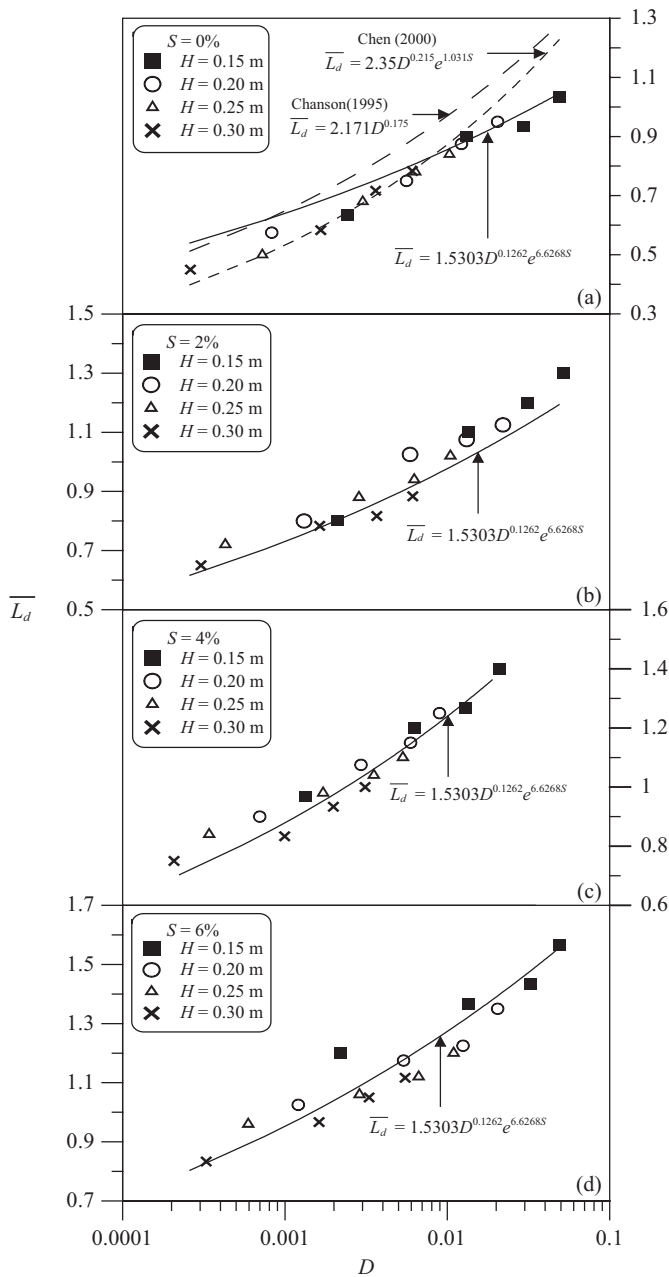 S = 0%
H = 0.15 m
H = 0.20 m
H = 0.25 m
H = 0.30 m
Chen (2000)
L_d = 2.35D^0.215e^1.031S
Chanson(1995)
L_d = 2.171D^0.175
L_d = 1.5303D^0.1262e^6.6268S
(a)
1.3
1.1
0.9
0.7
0.5
0.3
1.5
1.3
1.1
0.9
0.7
0.5
S = 2%
H = 0.15 m
H = 0.20 m
H = 0.25 m
H = 0.30 m
L_d = 1.5303D^0.1262e^6.6268S
(b)
L_d
S = 4%
H = 0.15 m
H = 0.20 m
H = 0.25 m
H = 0.30 m
L_d = 1.5303D^0.1262e^6.6268S
(c)
1.6
1.4
1.2
1
0.8
0.6
1.7
1.5
1.3
1.1
0.9
0.7
S = 6%
H = 0.15 m
H = 0.20 m
H = 0.25 m
H = 0.30 m
L_d = 1.5303D^0.1262e^6.6268S
(d)
0.0001
0.001
0.01
0.1
D